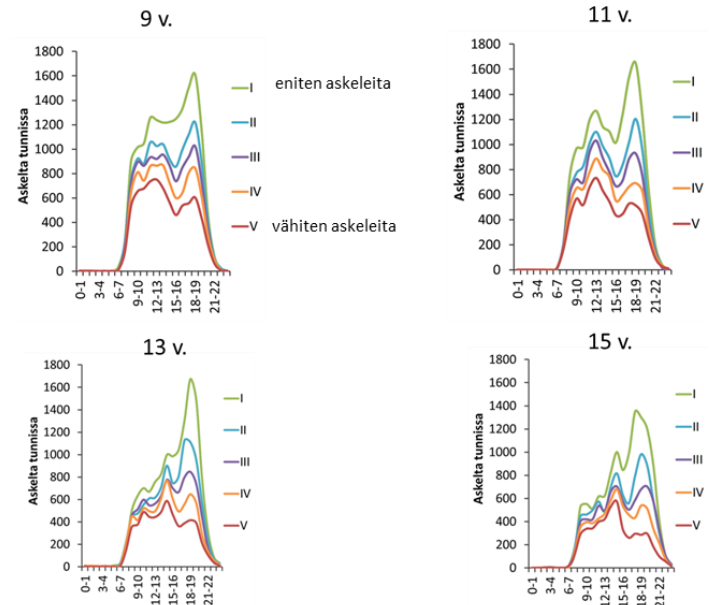 9 v.
Askelta tunnissa
1800
1600
1400
1200
1000
800
600
400
200
0
0-1
3-4
6-7
9-10
12-13
15-16
18-19
21-22
I eniten askeleita
II
III
IV
V vähiten askeleita
11 v.
Askelta tunnissa
1800
1600
1400
1200
1000
800
600
400
200
0
0-1
3-4
6-7
9-10
12-13
15-16
18-19
21-22
I
II
III
IV
V
13 v.
Askelta tunnissa
1800
1600
1400
1200
1000
800
600
400
200
0
0-1
3-4
6-7
9-10
12-13
15-16
18-19
21-22
I
II
III
IV
V
15 v.
Askelta tunnissa
1800
1600
1400
1200
1000
800
600
400
200
0
0-1
3-4
6-7
9-10
12-13
15-16
18-19
21-22
I
II
III
IV
V